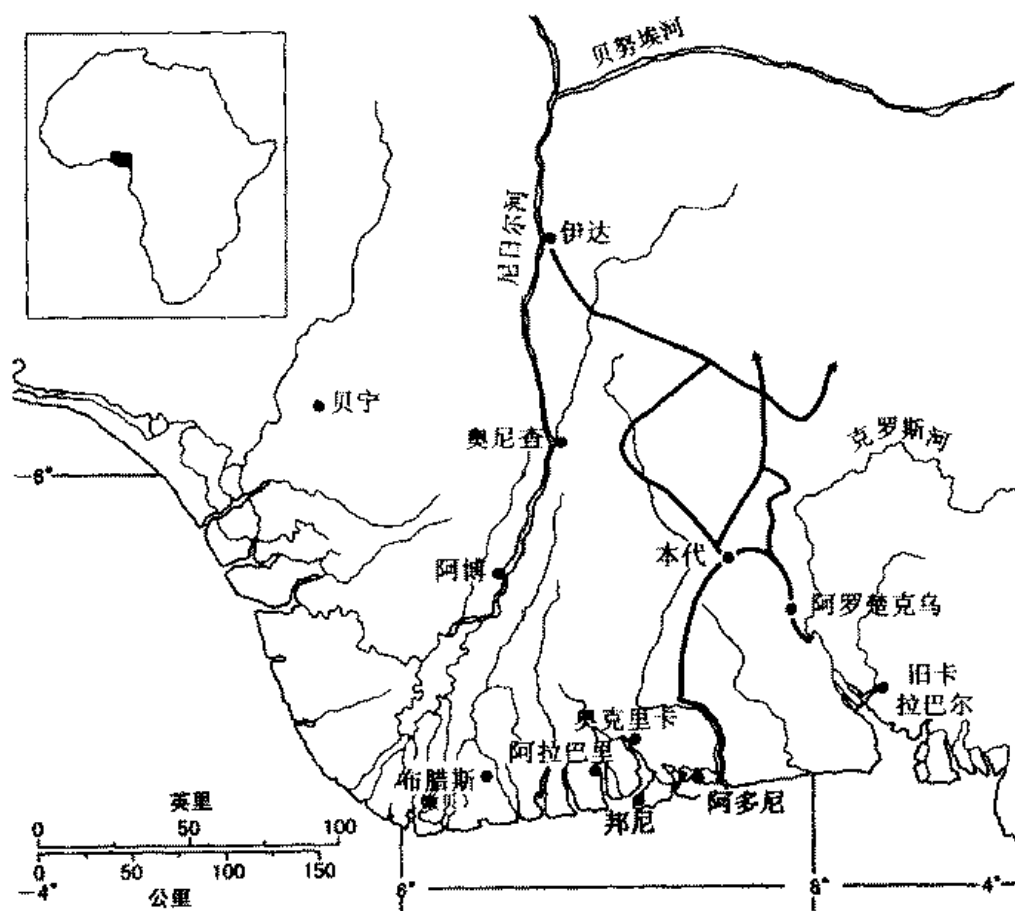 贝努埃河
尼日尔河
伊达
贝宁
奥尼查
克罗斯河
6°
本代
阿博
阿罗楚克乌
旧卡
拉巴尔
奥克里卡
阿拉巴里
布腊斯
阿多尼
邦尼
英里
0 50 100
0 50 100 150
公里
4°
6°
8°
4°